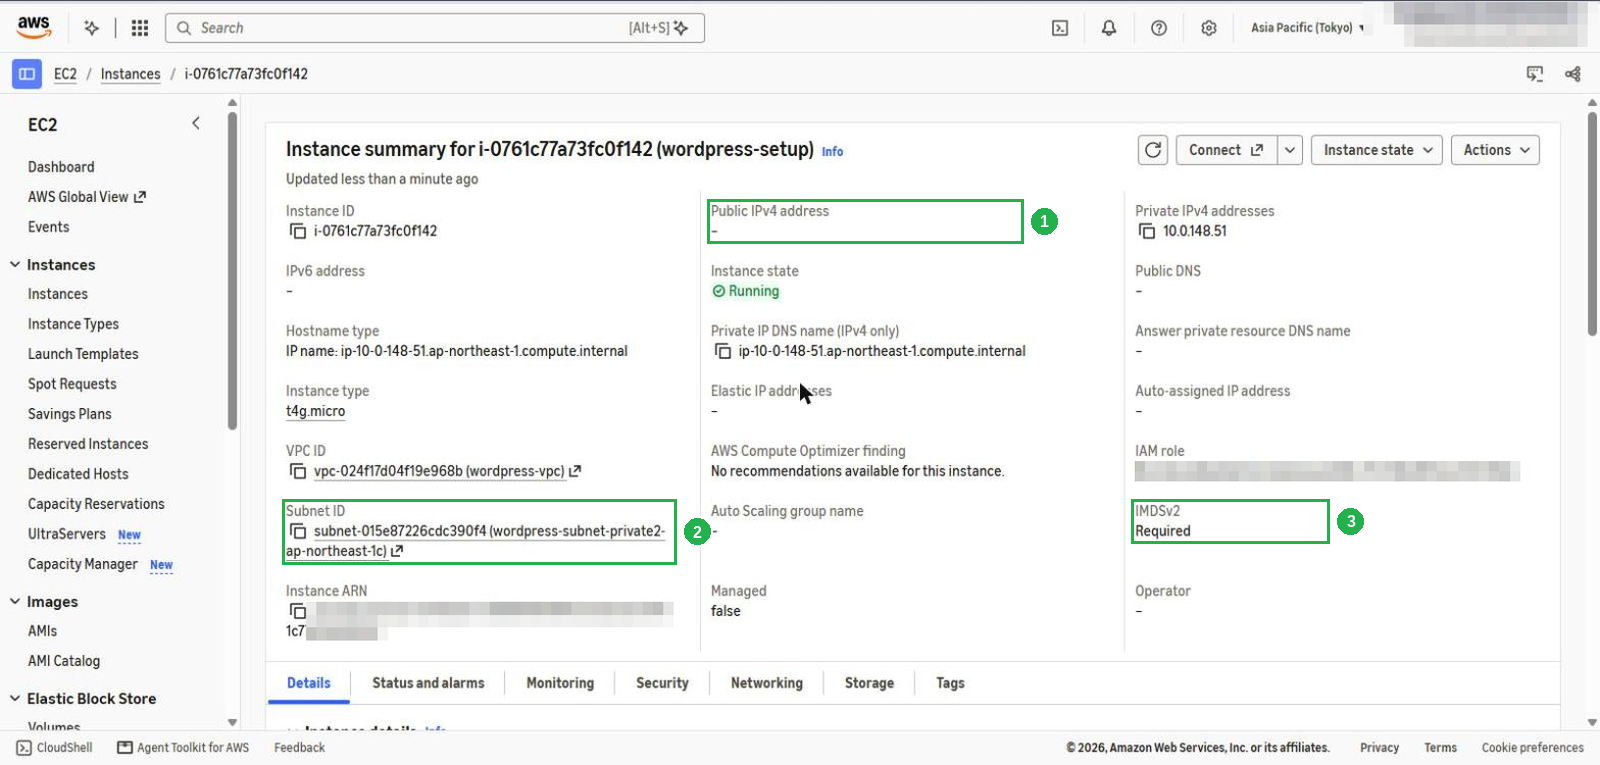 aws
Search
[Alt+S]
Asia Pacific (Tokyo)
EC2 / Instances / i-0761c77a73fc0f142
EC2
Dashboard
AWS Global View
Events
Instances
Instances
Instance Types
Launch Templates
Spot Requests
Savings Plans
Reserved Instances
Dedicated Hosts
Capacity Reservations
UltraServers New
Capacity Manager New
Images
AMIs
AMI Catalog
Elastic Block Store
Volumes
Instance summary for i-0761c77a73fc0f142 (wordpress-setup) Info
Connect
Instance state
Actions
Updated less than a minute ago
Instance ID
i-0761c77a73fc0f142
Public IPv4 address
–
1
Private IPv4 addresses
10.0.148.51
IPv6 address
–
Instance state
Running
Public DNS
–
Hostname type
IP name: ip-10-0-148-51.ap-northeast-1.compute.internal
Private IP DNS name (IPv4 only)
ip-10-0-148-51.ap-northeast-1.compute.internal
Answer private resource DNS name
–
Instance type
t4g.micro
Elastic IP addresses
–
Auto-assigned IP address
–
VPC ID
vpc-024f17d04f19e968b (wordpress-vpc)
AWS Compute Optimizer finding
No recommendations available for this instance.
IAM role
Subnet ID
subnet-015e87226cdc390f4 (wordpress-subnet-private2-
ap-northeast-1c)
2
Auto Scaling group name
–
IMDSv2
Required
3
Instance ARN
1c7
Managed
false
Operator
–
Details
Status and alarms
Monitoring
Security
Networking
Storage
Tags
Instance details Info
CloudShell
Agent Toolkit for AWS
Feedback
© 2026, Amazon Web Services, Inc. or its affiliates.
Privacy
Terms
Cookie preferences